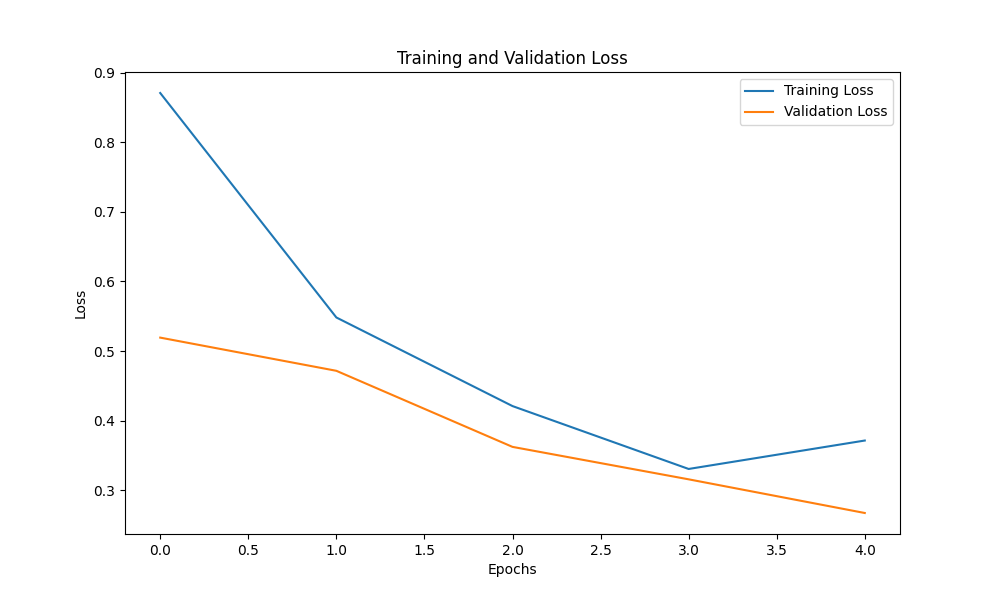 Training and Validation Loss
Training Loss
Validation Loss
0.9
0.8
0.7
0.6
0.5
0.4
0.3
Loss
0.0 0.5 1.0 1.5 2.0 2.5 3.0 3.5 4.0
Epochs